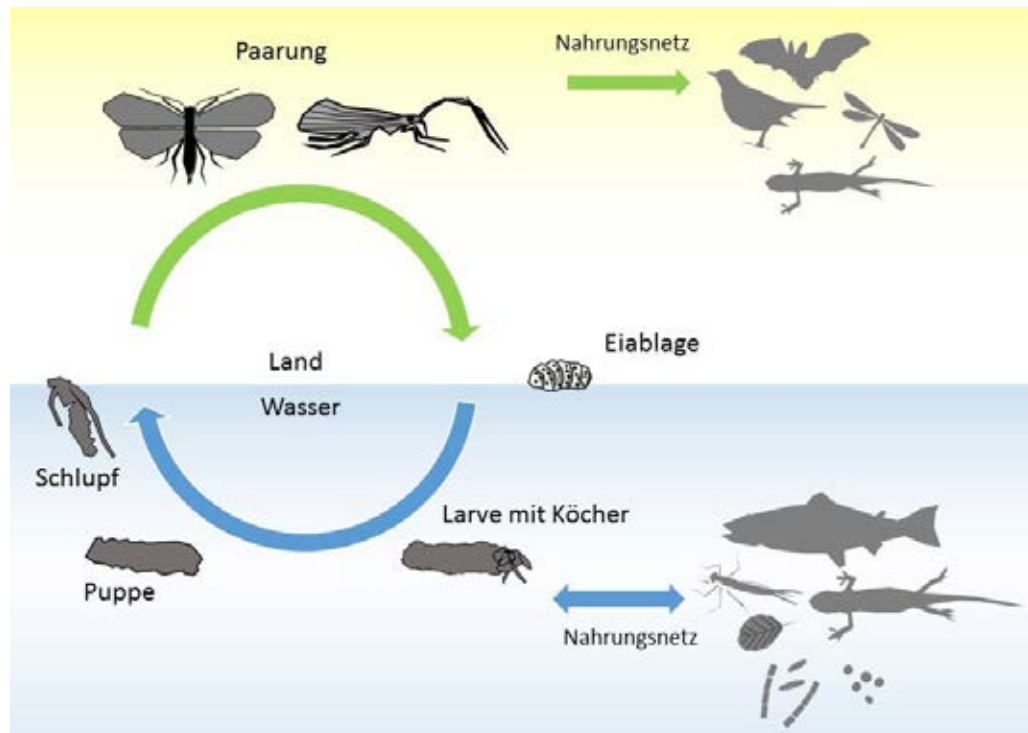 Paarung
Nahrungsnetz
Eiablage
Land
Wasser
Schlupf
Larve mit Köcher
Puppe
Nahrungsnetz